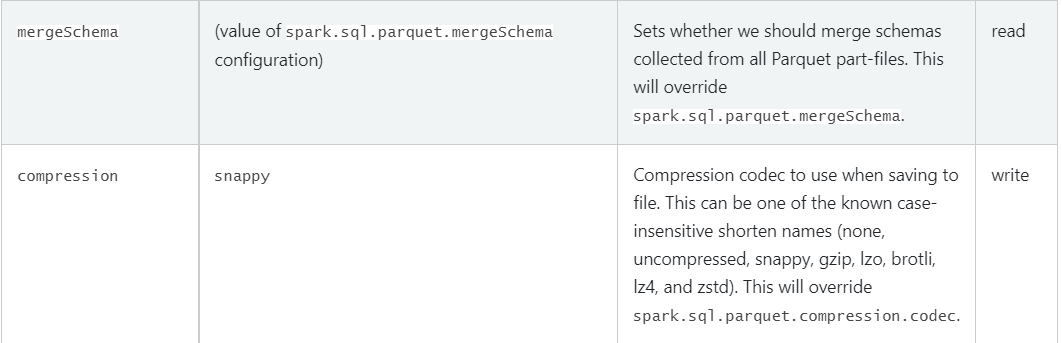 mergeSchema
(value of spark.sql.parquet.mergeSchema
configuration)
Sets whether we should merge schemas
collected from all Parquet part-files. This
will override
spark.sql.parquet.mergeSchema.
read
compression
snappy
Compression codec to use when saving to
file. This can be one of the known case-
insensitive shorten names (none,
uncompressed, snappy, gzip, lzo, brotli,
lz4, and zstd). This will override
spark.sql.parquet.compression.codec.
write